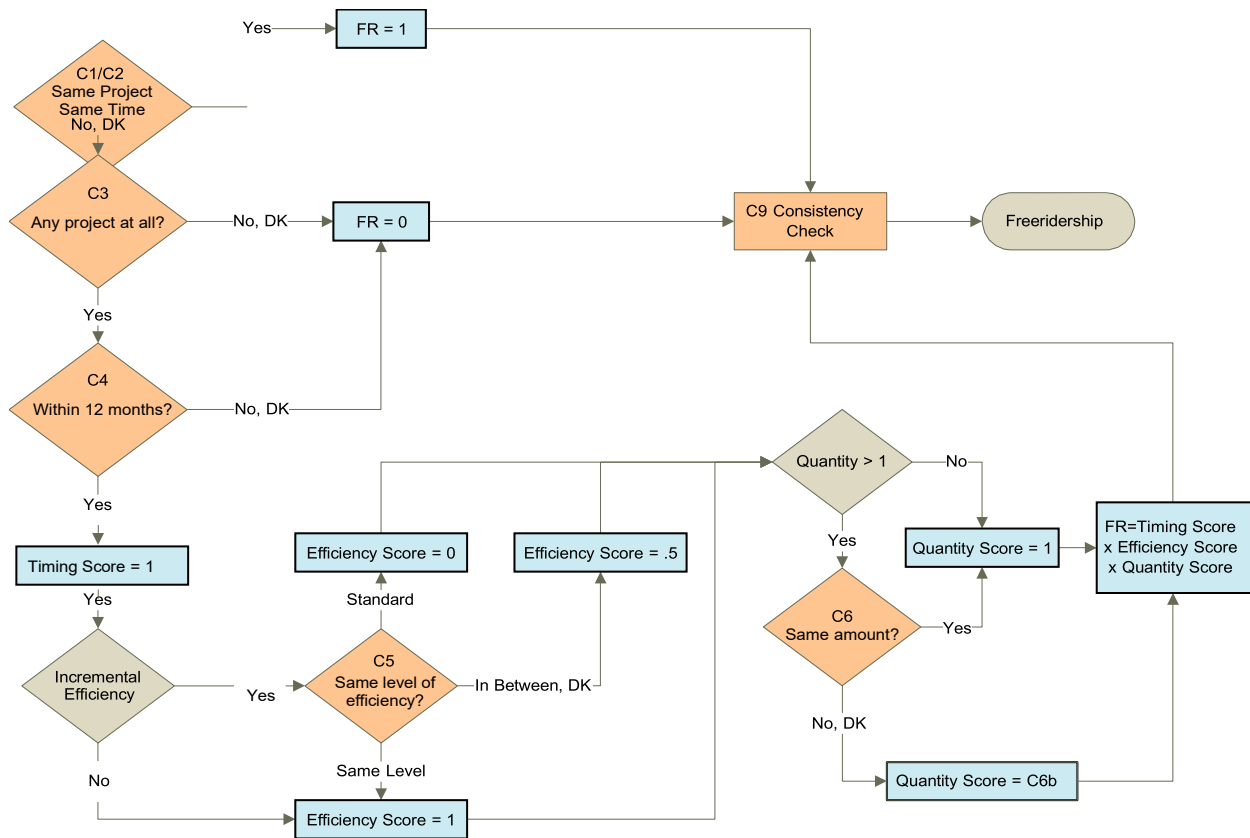 Yes
FR = 1
C1/C2
Same Project
Same Time
No, DK
C3
Any project at all?
No, DK
FR = 0
C9 Consistency
Check
Freeridership
Yes
C4
Within 12 months?
No, DK
Yes
Quantity > 1
No
Timing Score = 1
Efficiency Score = 0
Efficiency Score = .5
Yes
Quantity Score = 1
FR=Timing Score
x Efficiency Score
x Quantity Score
Yes
Standard
C6
Same amount?
Yes
Incremental
Efficiency
Yes
C5
Same level of
efficiency?
In Between, DK
No, DK
No
Same Level
Quantity Score = C6b
Efficiency Score = 1